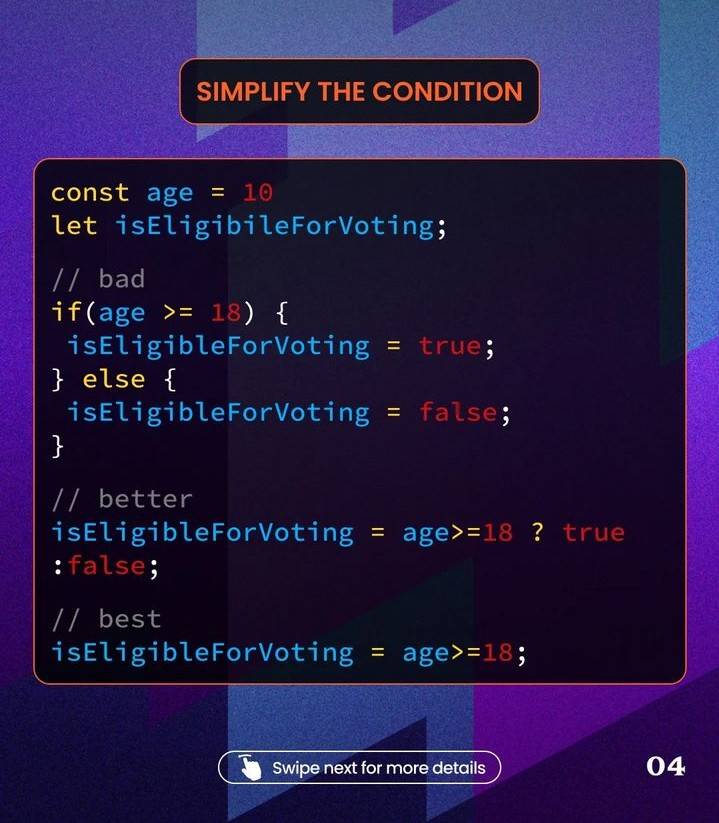 SIMPLIFY THE CONDITION
const age = 10
let isEligibileForVoting;
// bad
if(age >= 18) {
 isEligibleForVoting = true;
} else {
 isEligibleForVoting = false;
}
// better
isEligibleForVoting = age>=18 ? true
:false;
// best
isEligibleForVoting = age>=18;
Swipe next for more details
04